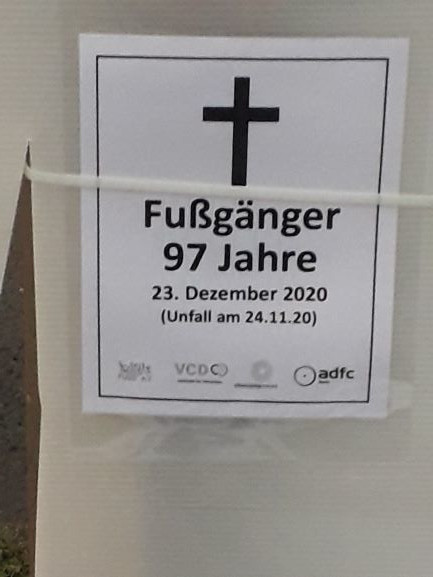 Fußgänger
97 Jahre
23. Dezember 2020
(Unfall am 24.11.20)
VCD
adfc